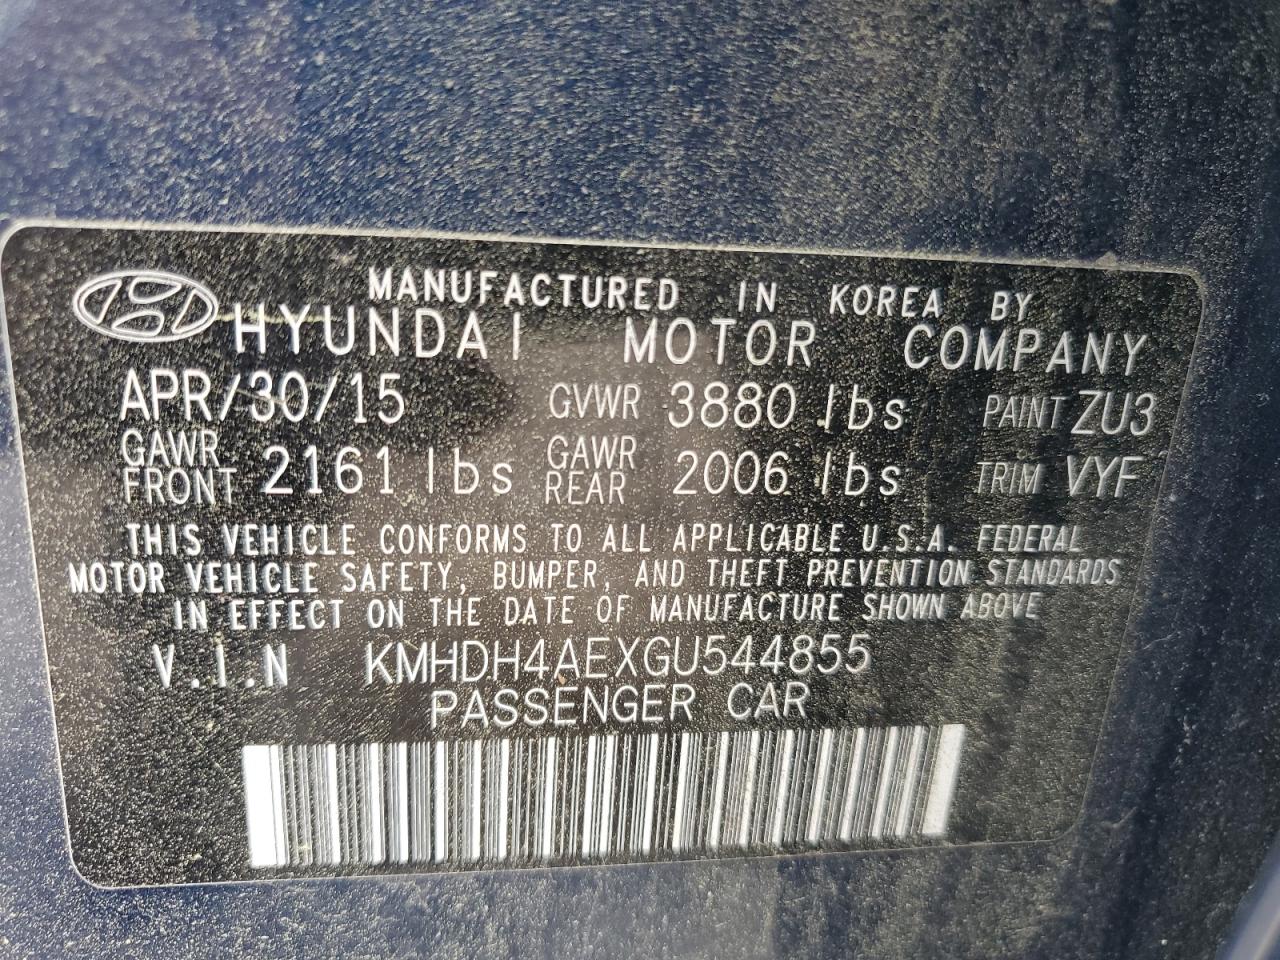 MANUFACTURED IN KOREA BY
HYUNDAI MOTOR COMPANY
APR/30/15 GVWR 3880 lbs PAINT ZU3
GAWR FRONT 2161 lbs GAWR REAR 2006 lbs TRIM VYF
THIS VEHICLE CONFORMS TO ALL APPLICABLE U.S.A. FEDERAL
MOTOR VEHICLE SAFETY, BUMPER, AND THEFT PREVENTION STANDARDS
IN EFFECT ON THE DATE OF MANUFACTURE SHOWN ABOVE
V.I.N KMHDH4AEXGU544855
PASSENGER CAR